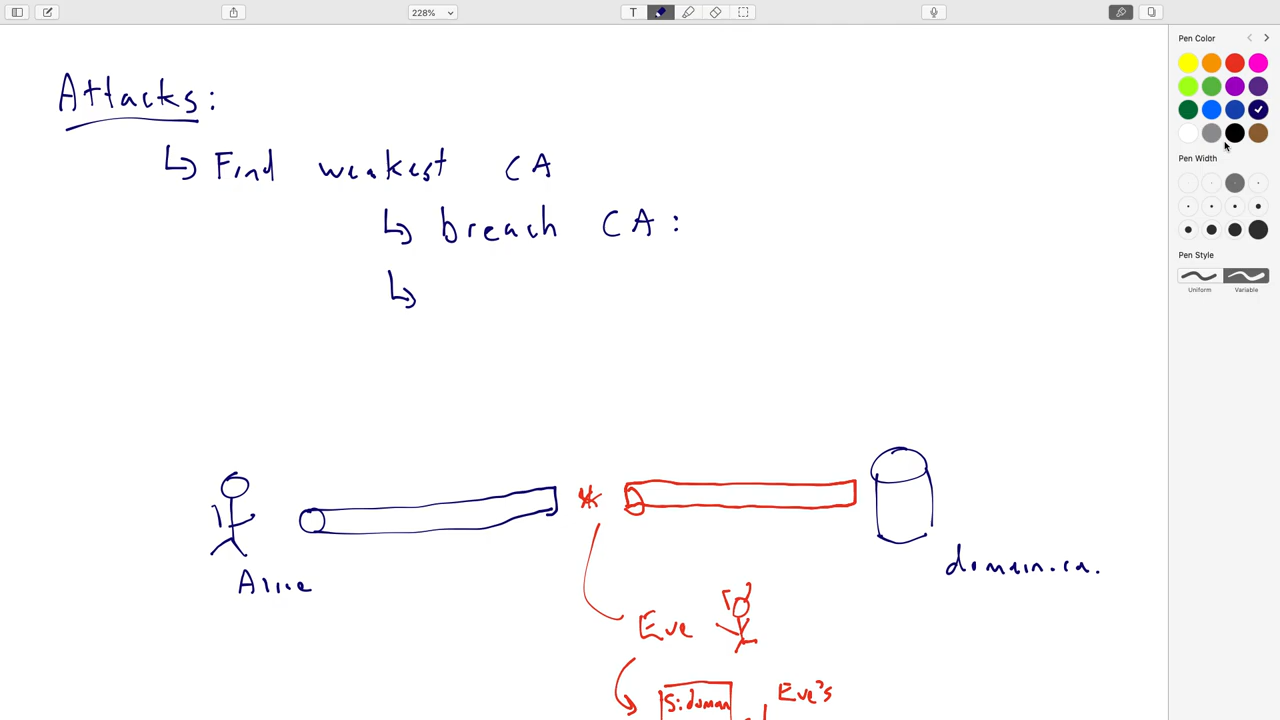 228%
T
Pen Color
Attacks:
↳ Find weakest CA
Pen Width
↳ breach CA:
↳
Pen Style
Uniform Variable
Alice
domain.ca.
Eve
S:doman
Eve's